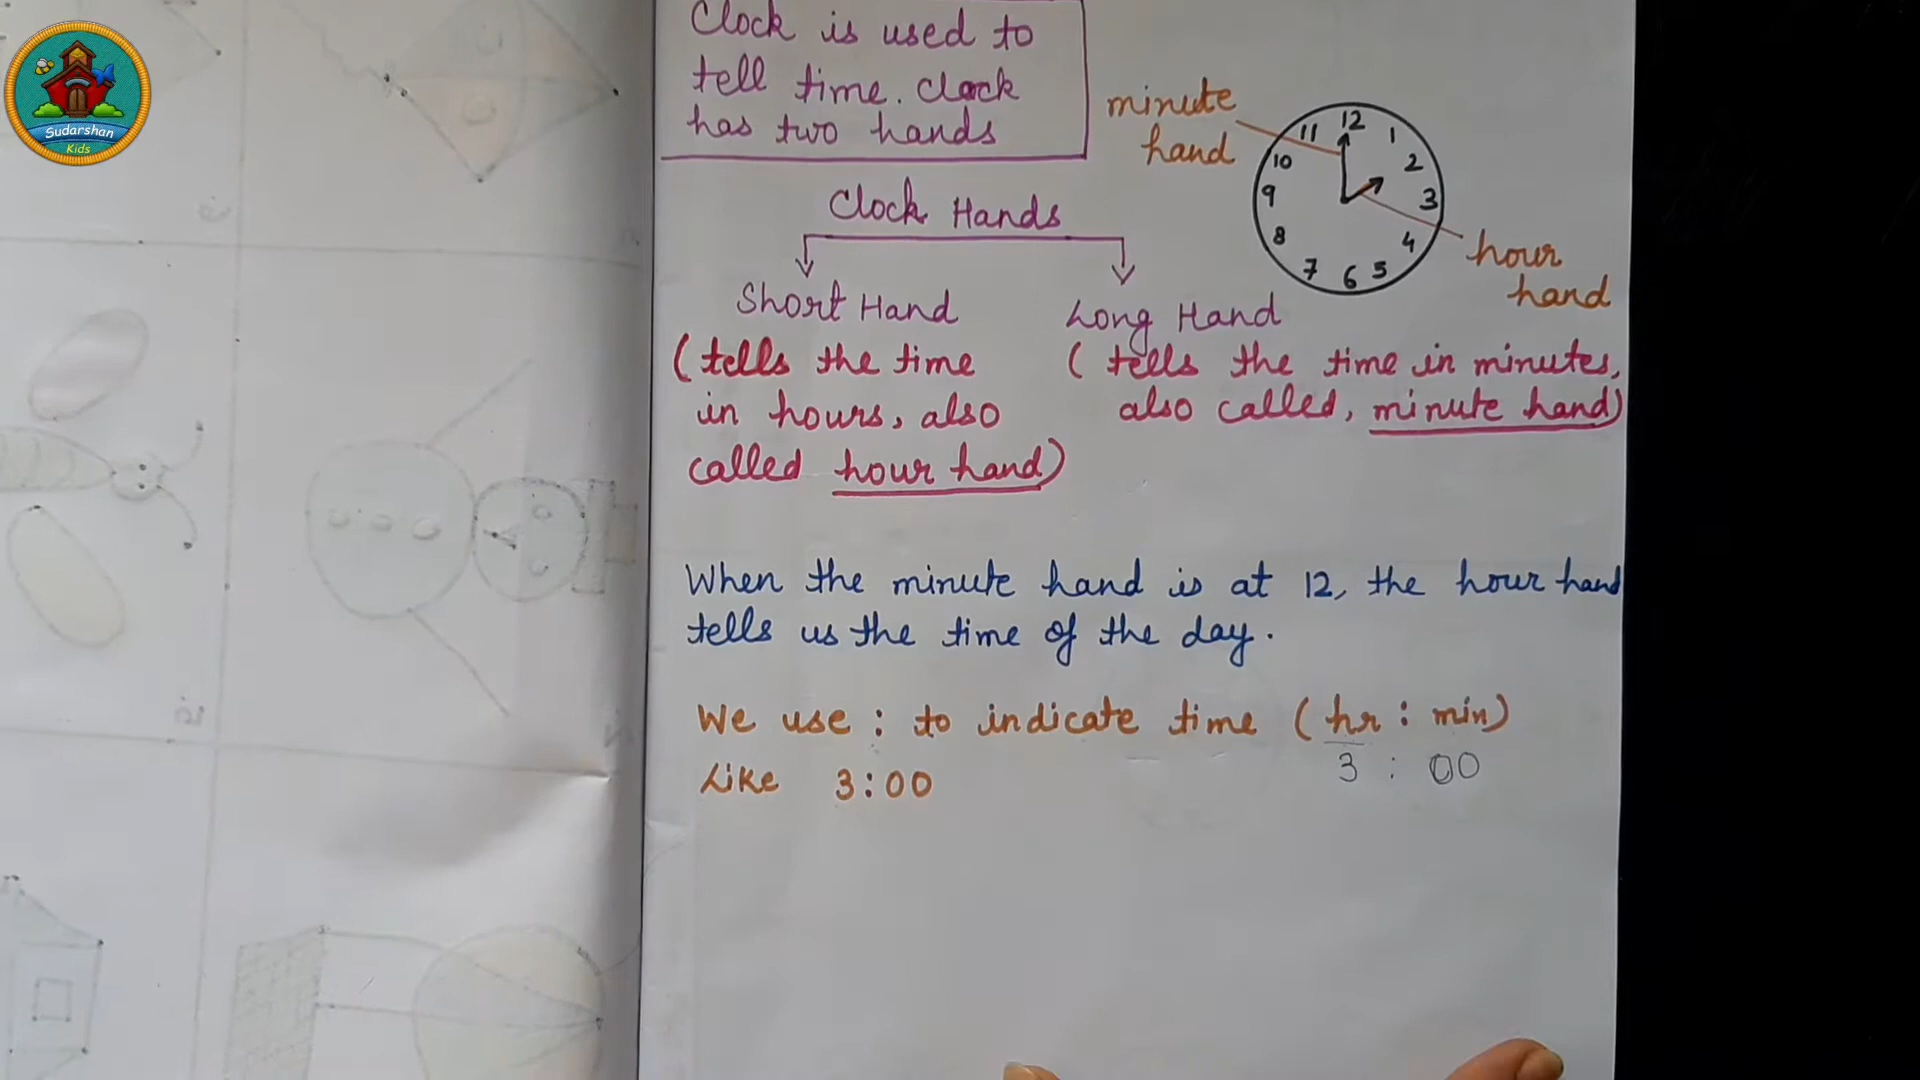 Sudarshan
Kids
Clock is used to
tell time. Clock
has two hands
minute
hand
11 12 1
10 2
9 3
8 4
7 6 5
hour
hand
Clock Hands
Short Hand
(tells the time
in hours, also
called hour hand)
Long Hand
( tells the time in minutes,
also called, minute hand)
When the minute hand is at 12, the hour hand
tells us the time of the day.
We use : to indicate time (hr : min)
3 : 00
Like 3:00